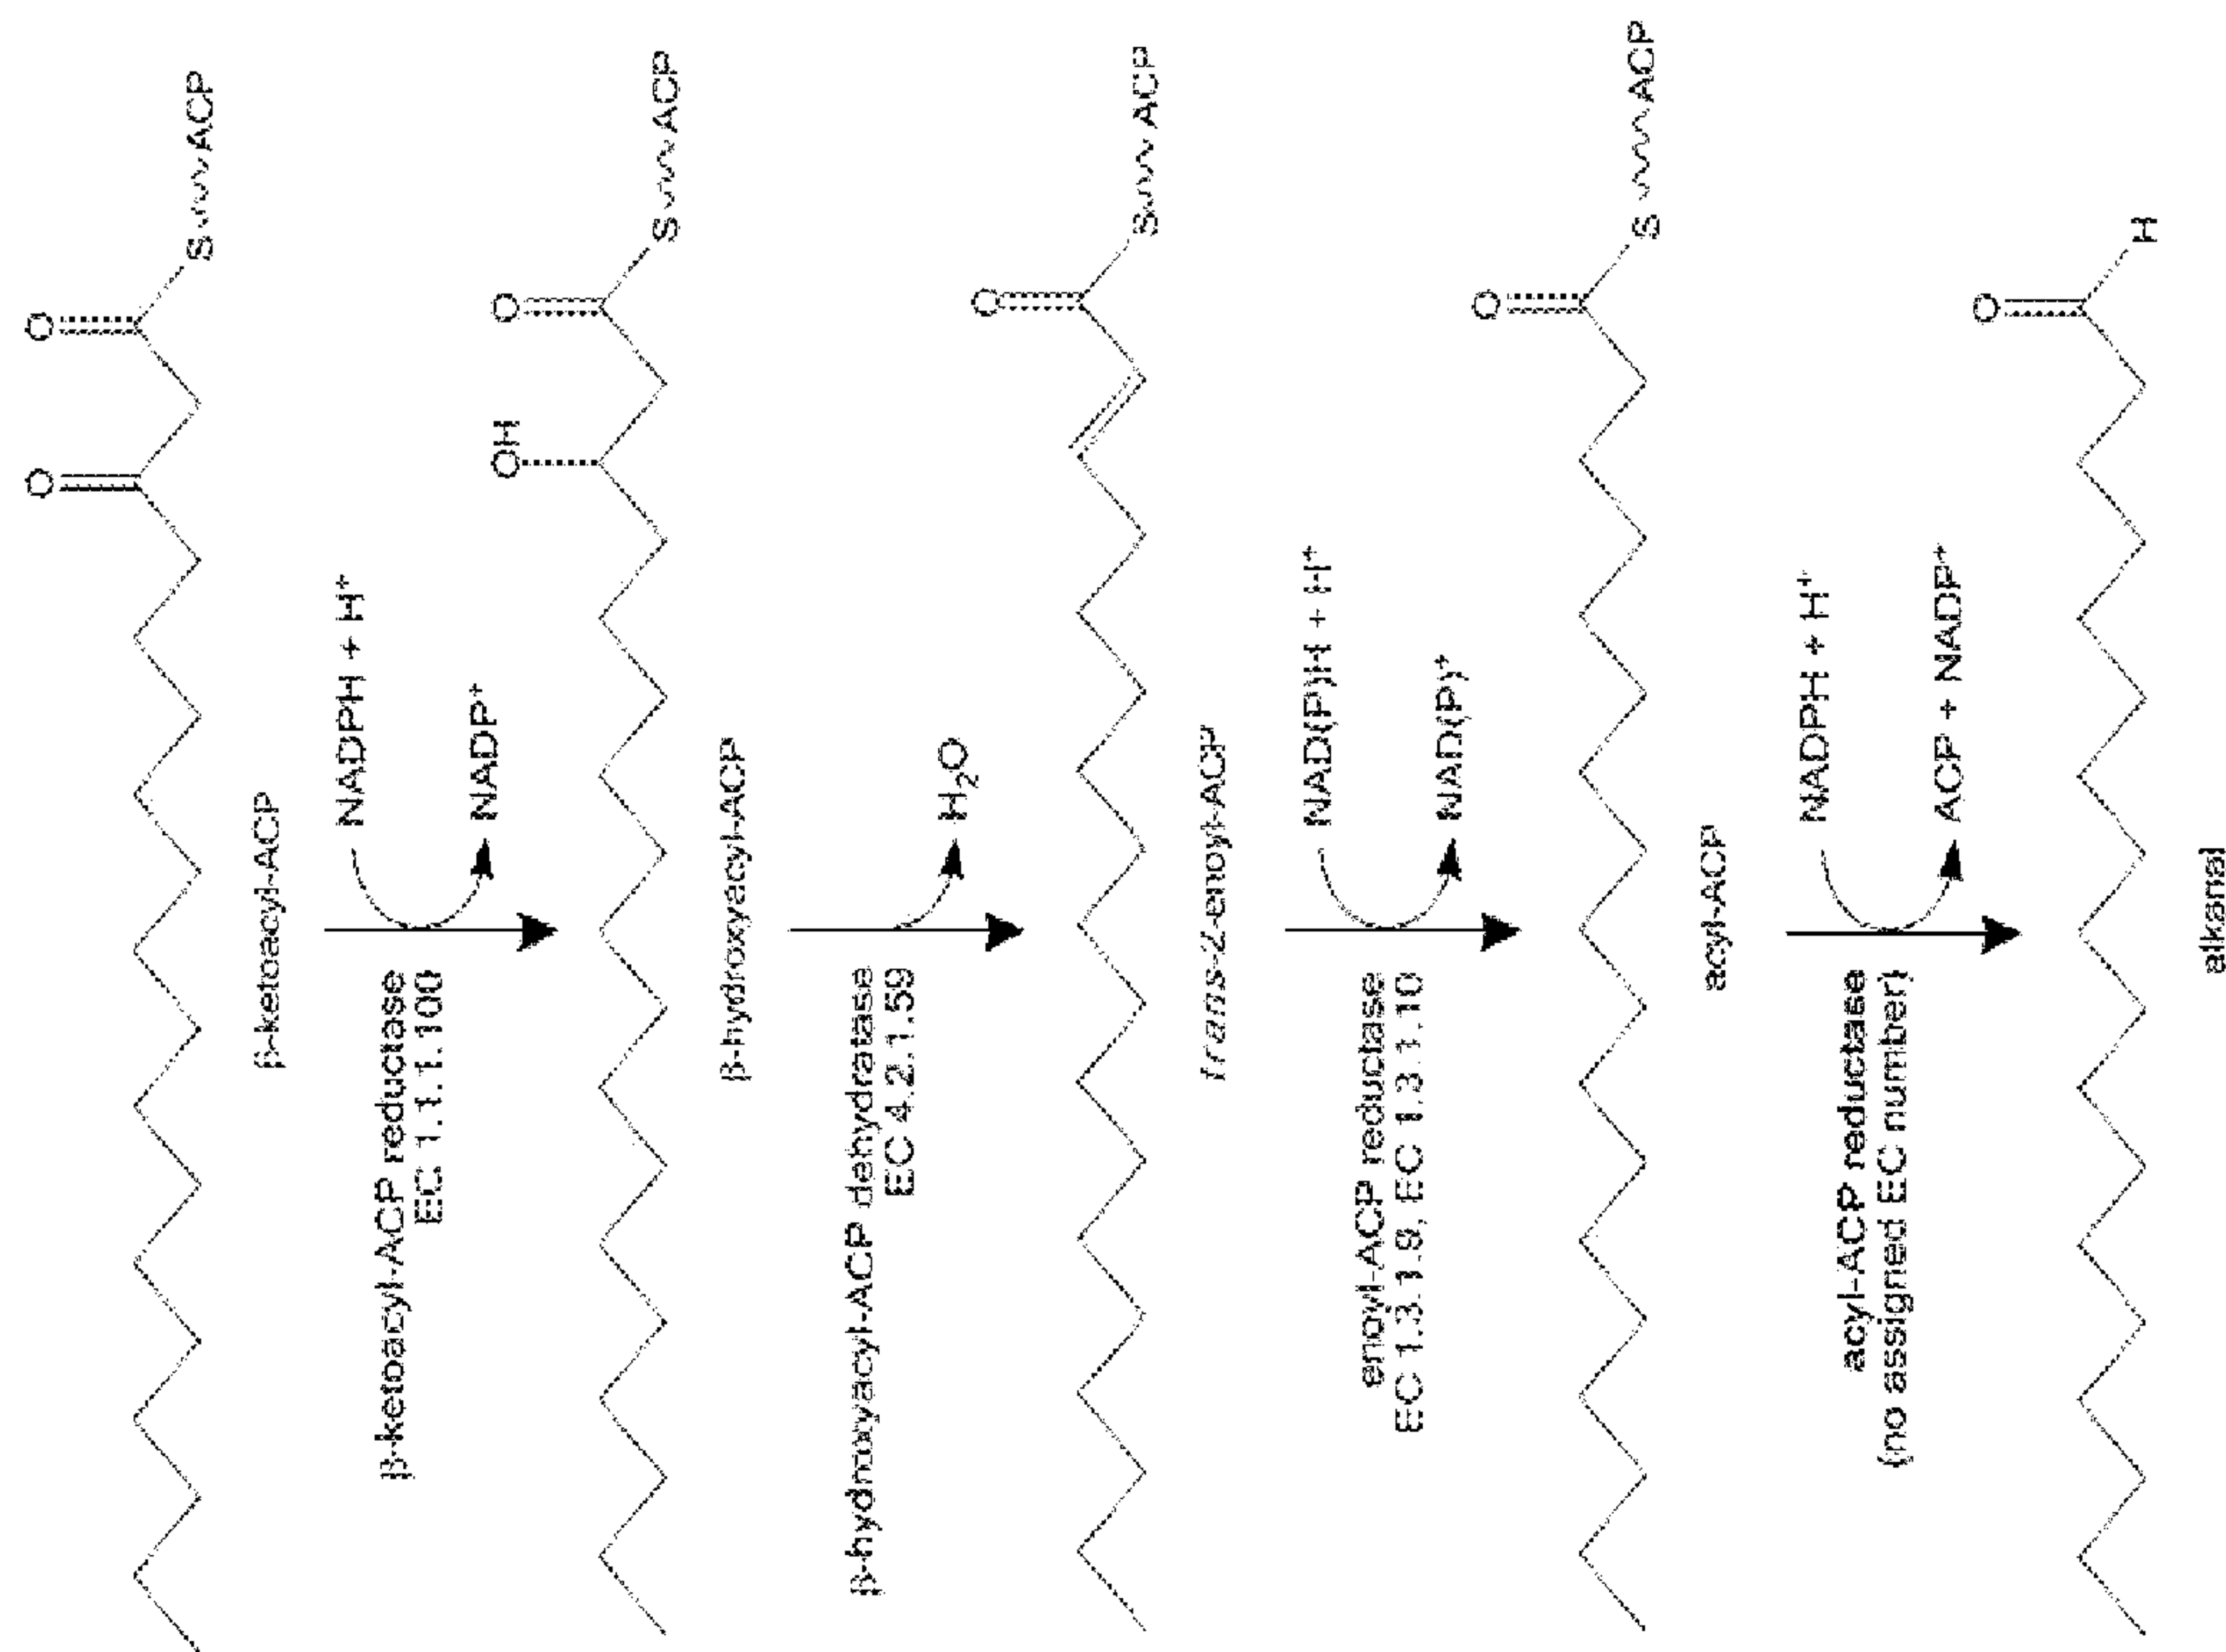 O
O
S ACP
β-ketoacyl-ACP
β-ketoacyl-ACP reductase
EC 1.1.1.100
NADPH + H⁺
NADP⁺
OH
O
S ACP
β-hydroxyacyl-ACP
β-hydroxyacyl-ACP dehydratase
EC 4.2.1.59
H₂O
O
S ACP
trans-2-enoyl-ACP
enoyl-ACP reductase
EC 1.3.1.9, EC 1.3.1.10
NAD(P)H + H⁺
NAD(P)⁺
O
S ACP
acyl-ACP
acyl-ACP reductase
(no assigned EC number)
NADPH + H⁺
ACP + NADP⁺
O
H
alkanal